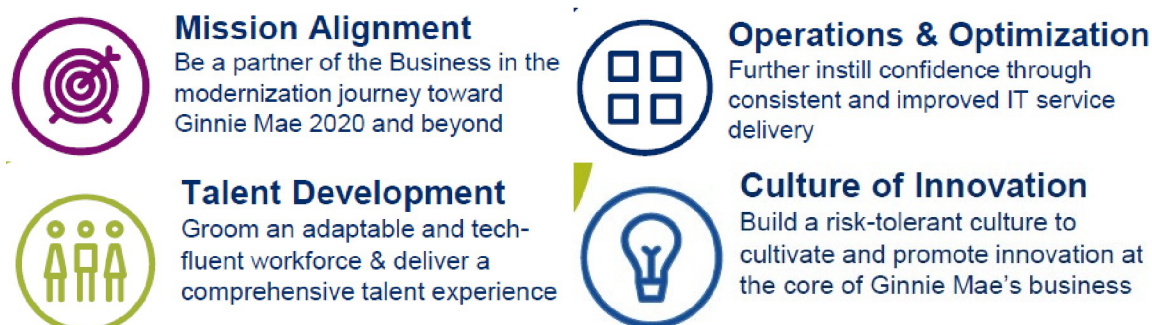 Mission Alignment
Be a partner of the Business in the
modernization journey toward
Ginnie Mae 2020 and beyond
Operations & Optimization
Further instill confidence through
consistent and improved IT service
delivery
Talent Development
Groom an adaptable and tech-
fluent workforce & deliver a
comprehensive talent experience
Culture of Innovation
Build a risk-tolerant culture to
cultivate and promote innovation at
the core of Ginnie Mae's business